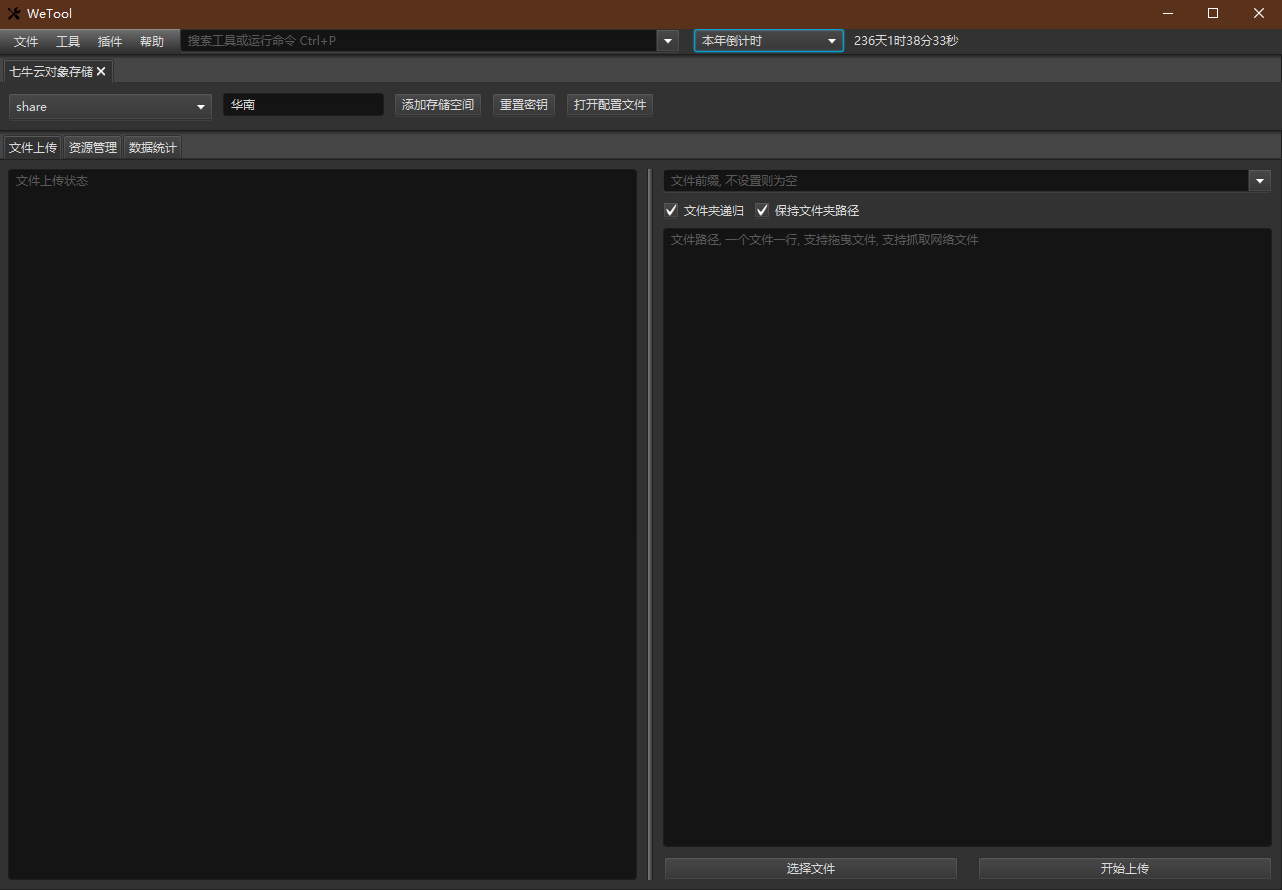 WeTool
文件 工具 插件 帮助 搜索工具或运行命令 Ctrl+P 本年倒计时 236天1时38分33秒
七牛云对象存储
share 华南 添加存储空间 重置密钥 打开配置文件
文件上传 资源管理 数据统计
文件上传状态
文件前缀, 不设置则为空
文件夹递归 保持文件夹路径
文件路径, 一个文件一行, 支持拖曳文件, 支持抓取网络文件
选择文件 开始上传